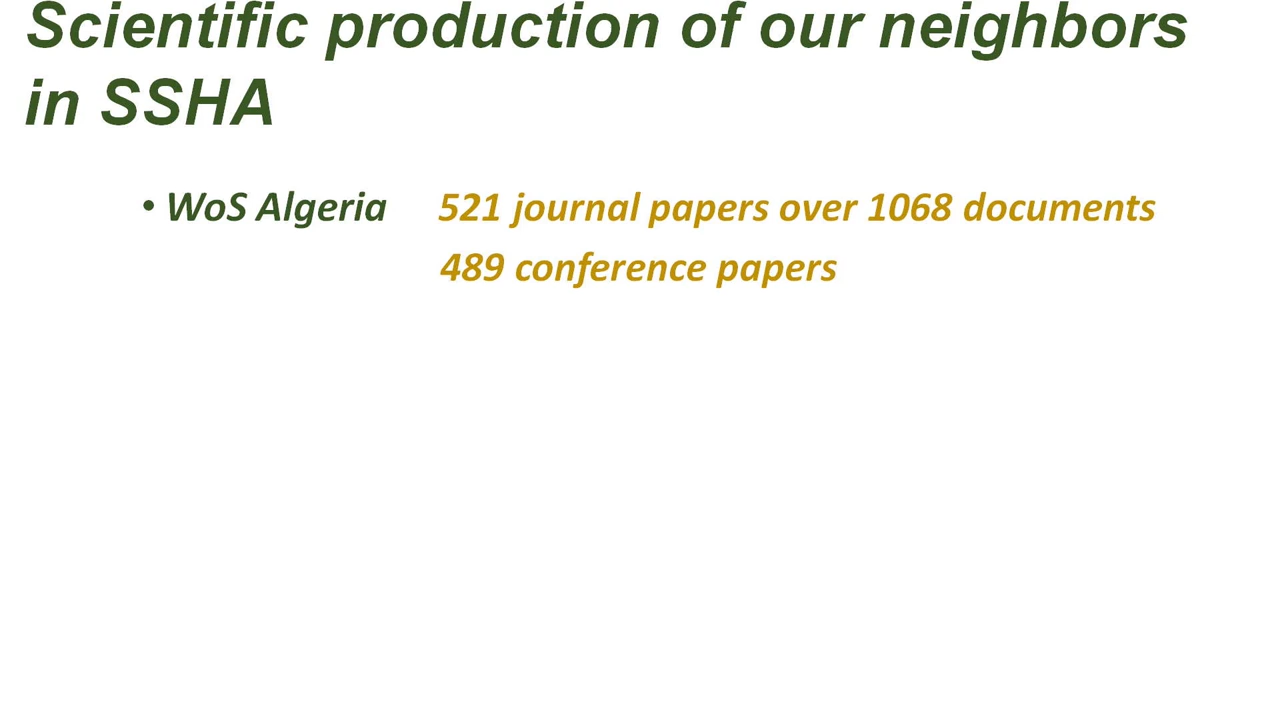 Scientific production of our neighbors
in SSHA
• WoS Algeria 521 journal papers over 1068 documents
489 conference papers